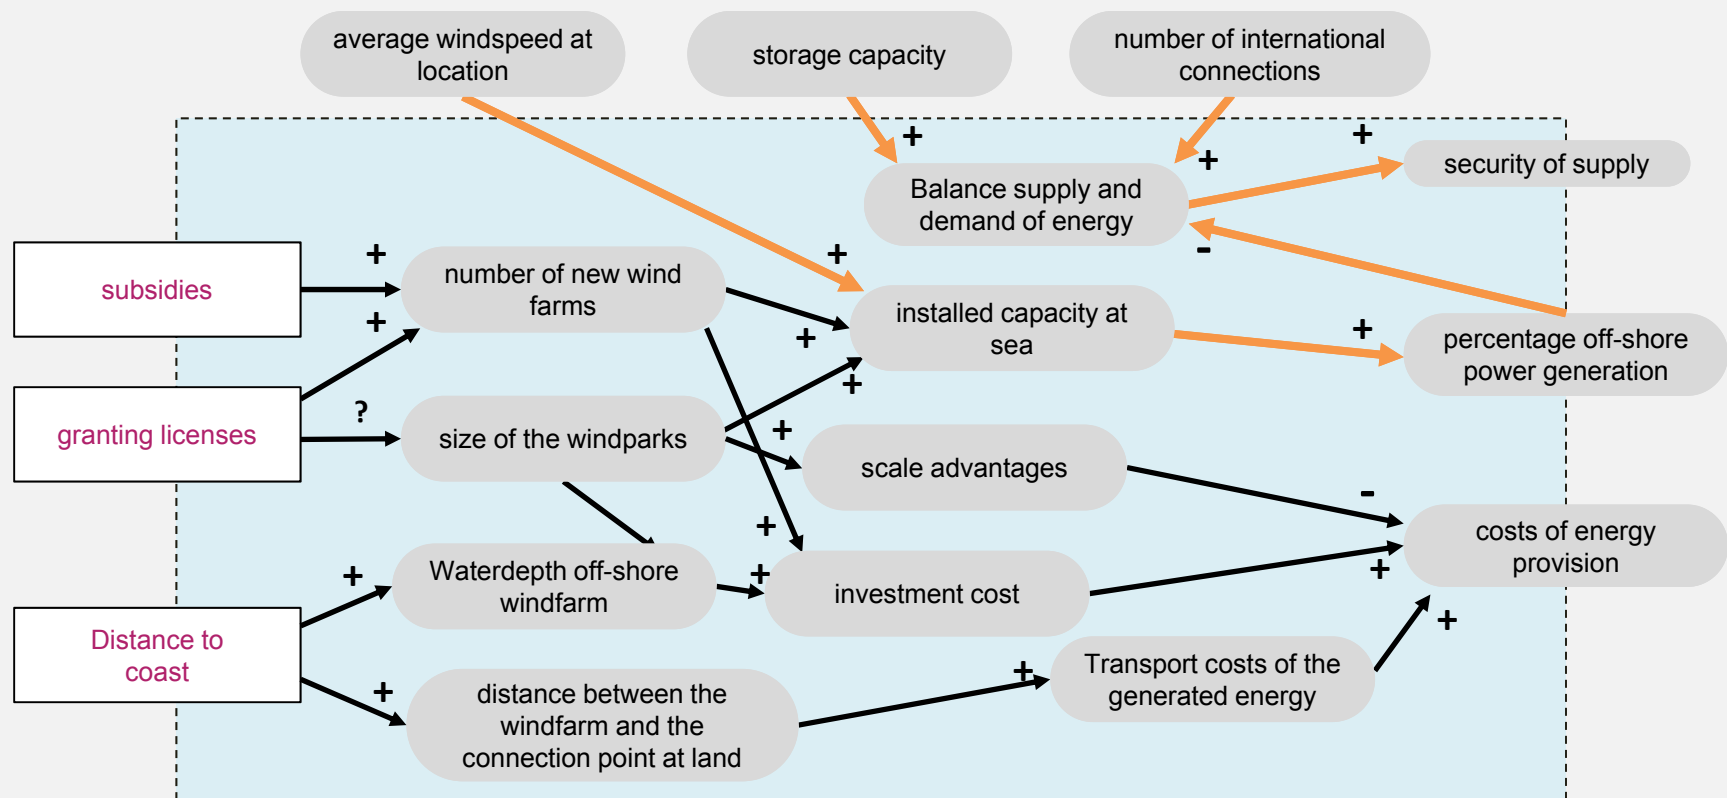 average windspeed at
location
storage capacity
number of international
connections
+
+
+
security of supply
Balance supply and
demand of energy
-
subsidies
+
number of new wind
farms
+
installed capacity at
sea
+
percentage off-shore
power generation
+
+
+
granting licenses
?
size of the windparks
+
scale advantages
-
costs of energy
provision
+
+
Distance to
coast
+
Waterdepth off-shore
windfarm
+
investment cost
+
+
distance between the
windfarm and the
connection point at land
+
Transport costs of the
generated energy